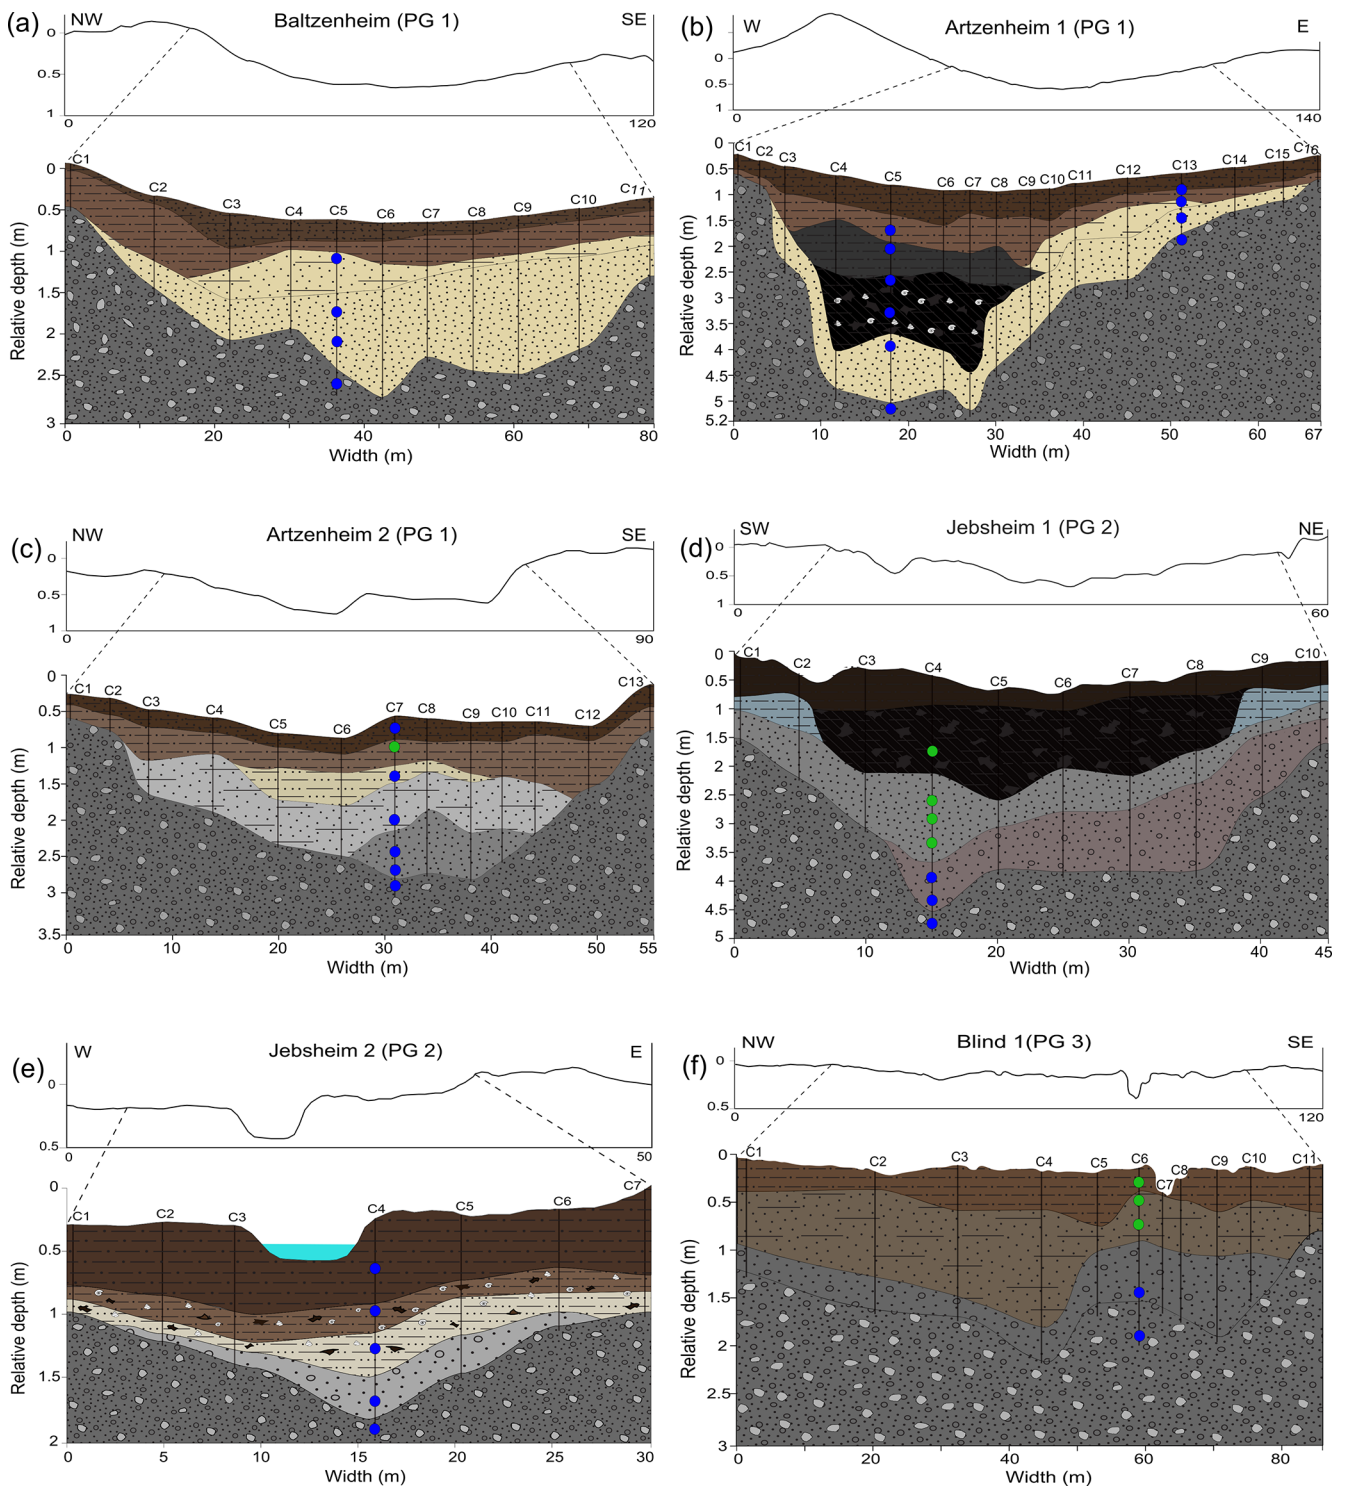 (a) NW Baltzenheim (PG 1) SE
0
0.5
1
0 120
C1 C2 C3 C4 C5 C6 C7 C8 C9 C10 C11
Relative depth (m)
0
0.5
1
1.5
2
2.5
3
0 20 40 60 80
Width (m)
(b) W Artzenheim 1 (PG 1) E
0
0.5
1
0 140
C1 C2 C3 C4 C5 C6 C7 C8 C9 C10 C11 C12 C13 C14 C15 C16
Relative depth (m)
0
0.5
1
1.5
2
2.5
3
3.5
4
4.5
5
5.2
0 10 20 30 40 50 60 67
Width (m)
(c) NW Artzenheim 2 (PG 1) SE
0
0.5
1
0 90
C1 C2 C3 C4 C5 C6 C7 C8 C9 C10 C11 C12 C13
Relative depth (m)
0
0.5
1
1.5
2
2.5
3
3.5
0 10 20 30 40 50 55
Width (m)
(d) SW Jebsheim 1 (PG 2) NE
0
0.5
1
0 60
C1 C2 C3 C4 C5 C6 C7 C8 C9 C10
Relative depth (m)
0
0.5
1
1.5
2
2.5
3
3.5
4
4.5
5
0 10 20 30 40 45
Width (m)
(e) W Jebsheim 2 (PG 2) E
0
0.5
0 50
C1 C2 C3 C4 C5 C6 C7
Relative depth (m)
0
0.5
1
1.5
2
0 5 10 15 20 25 30
Width (m)
(f) NW Blind 1(PG 3) SE
0
0.5
0 120
C1 C2 C3 C4 C5 C6 C7 C8 C9 C10 C11
Relative depth (m)
0
0.5
1
1.5
2
2.5
3
0 20 40 60 80
Width (m)